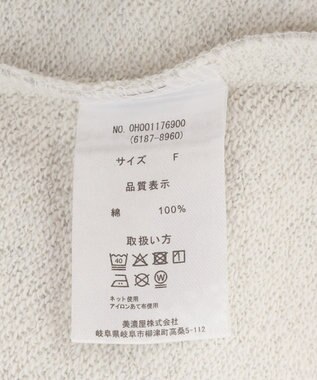 NO. OH001176900
(6187-8960)
サイズ F
品質表示
綿 100%
取扱い方
40
ネット使用
アイロンあて布使用
美濃屋株式会社
岐阜県岐阜市柳津町高桑5-112